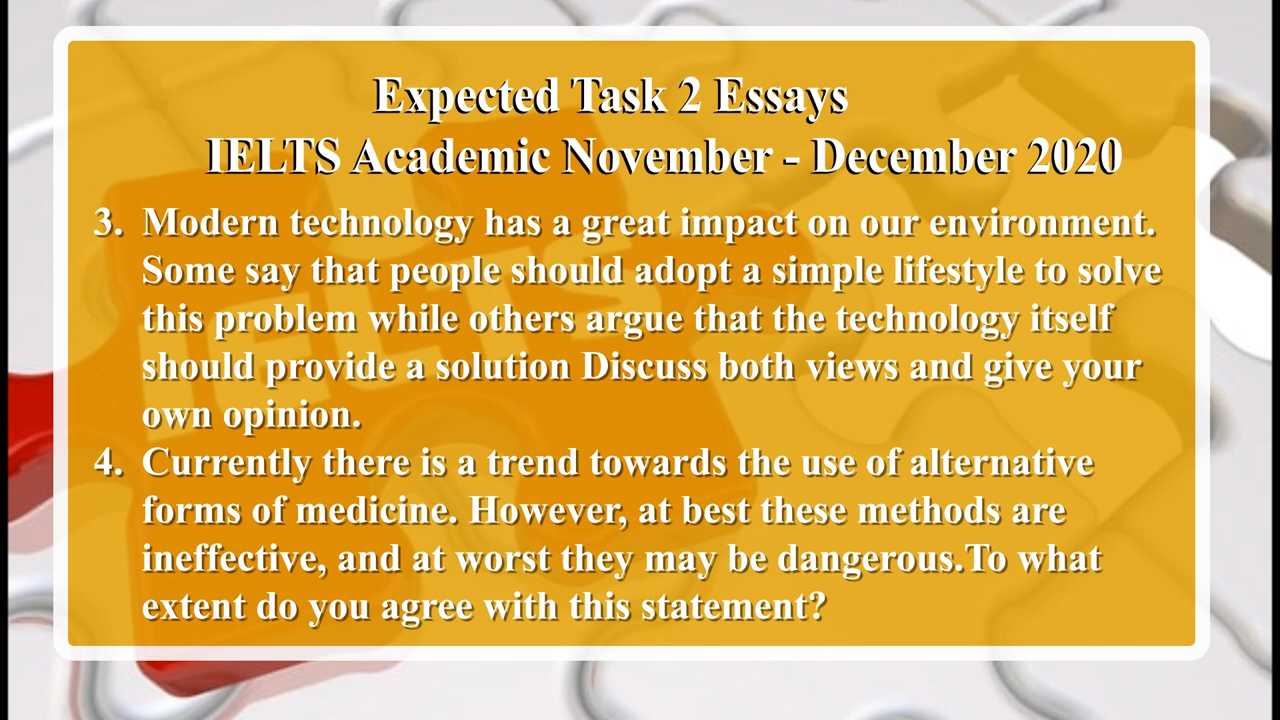 Expected Task 2 Essays
IELTS Academic November - December 2020
3. Modern technology has a great impact on our environment.
Some say that people should adopt a simple lifestyle to solve
this problem while others argue that the technology itself
should provide a solution Discuss both views and give your
own opinion.
4. Currently there is a trend towards the use of alternative
forms of medicine. However, at best these methods are
ineffective, and at worst they may be dangerous.To what
extent do you agree with this statement?
IELTS